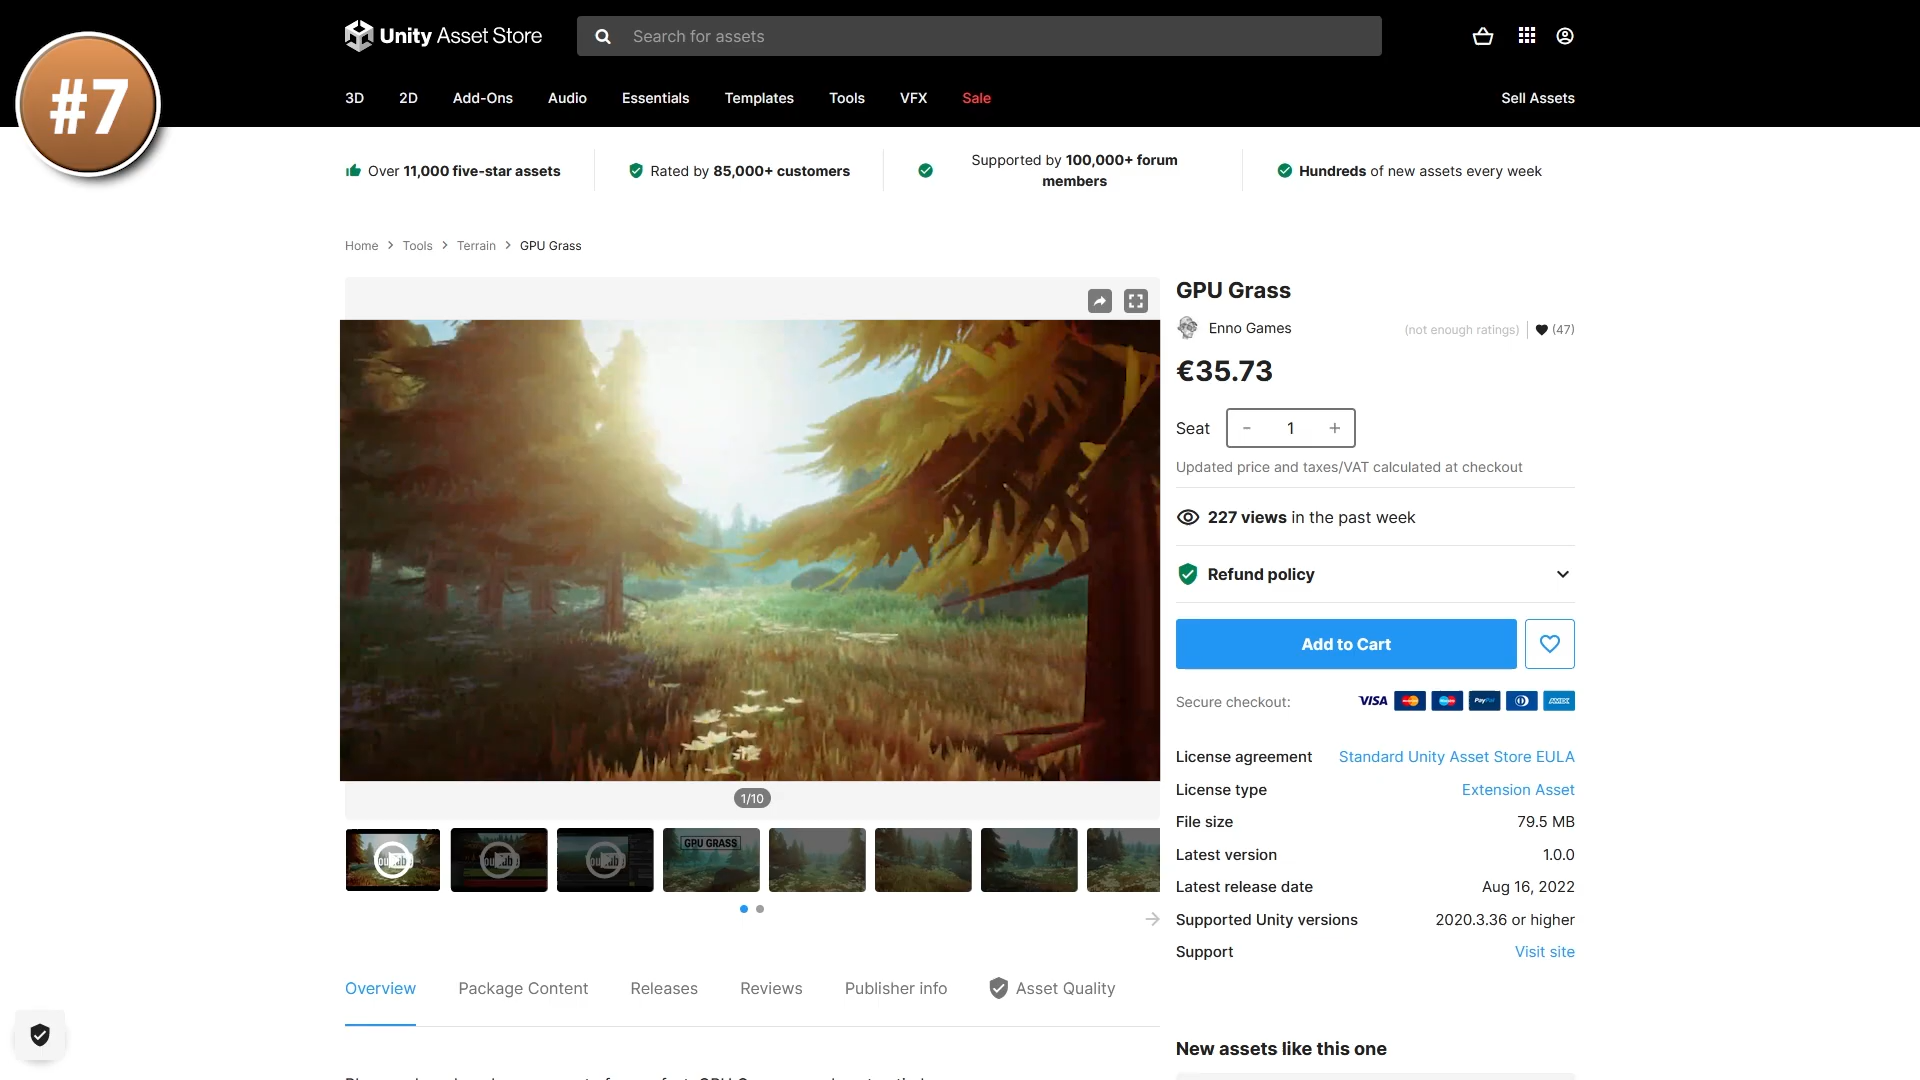 #7
Unity Asset Store
Search for assets
3D 2D Add-Ons Audio Essentials Templates Tools VFX Sale Sell Assets
Over 11,000 five-star assets
Rated by 85,000+ customers
Supported by 100,000+ forum
members
Hundreds of new assets every week
Home > Tools > Terrain > GPU Grass
1/10
GPU GRASS
GPU Grass
Enno Games
(not enough ratings) (47)
€35.73
Seat - 1 +
Updated price and taxes/VAT calculated at checkout
227 views in the past week
Refund policy
Add to Cart
Secure checkout: VISA PayPal AMEX
License agreement Standard Unity Asset Store EULA
License type Extension Asset
File size 79.5 MB
Latest version 1.0.0
Latest release date Aug 16, 2022
Supported Unity versions 2020.3.36 or higher
Support Visit site
Overview Package Content Releases Reviews Publisher info Asset Quality
New assets like this one